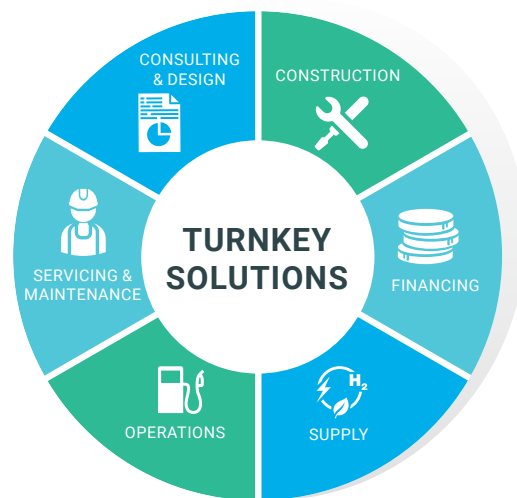 CONSULTING
& DESIGN
CONSTRUCTION
TURNKEY
SOLUTIONS
SERVICING &
MAINTENANCE
FINANCING
H₂
OPERATIONS
SUPPLY